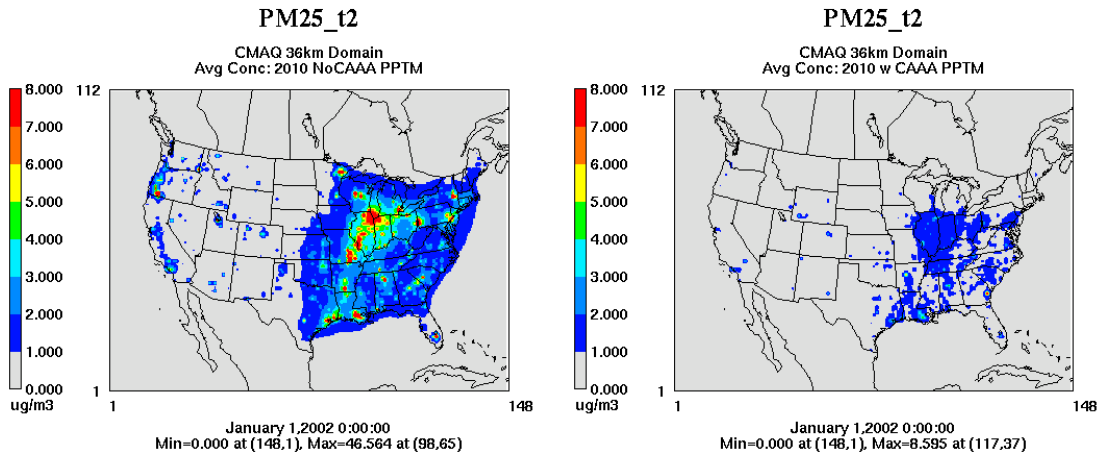 PM25_t2
CMAQ 36km Domain
Avg Conc: 2010 NoCAAA PPTM
8.000
7.000
6.000
5.000
4.000
3.000
2.000
1.000
0.000
ug/m3
112
1
1
148
January 1,2002 0:00:00
Min=0.000 at (148,1), Max=46.564 at (98,65)
PM25_t2
CMAQ 36km Domain
Avg Conc: 2010 w CAAA PPTM
8.000
7.000
6.000
5.000
4.000
3.000
2.000
1.000
0.000
ug/m3
112
1
1
148
January 1,2002 0:00:00
Min=0.000 at (148,1), Max=8.595 at (117,37)